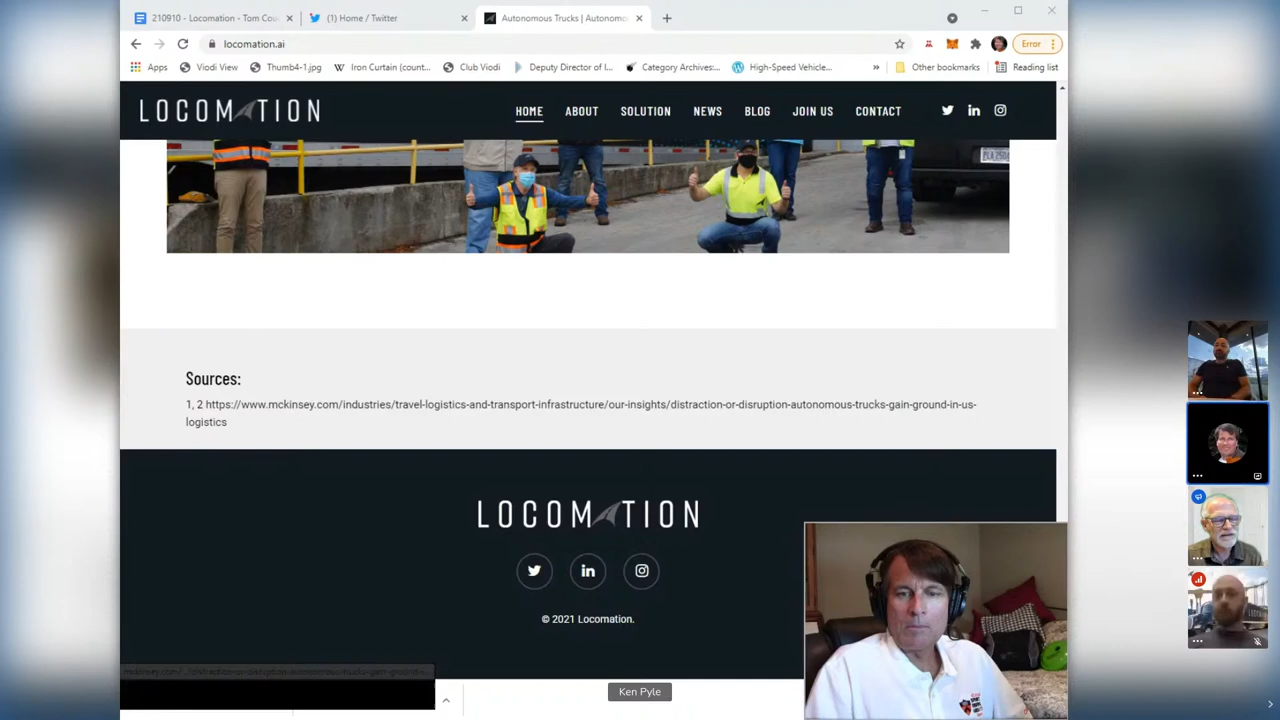 210910 - Locomation - Tom Cou
(1) Home / Twitter
Autonomous Trucks | Autonomo
locomation.ai
Error
Apps
Viodi View
Thumb4-1.jpg
Iron Curtain (count...
Club Viodi
Deputy Director of I...
Category Archives:...
High-Speed Vehicle...
»
Other bookmarks
Reading list
LOCOMATION
HOME
ABOUT
SOLUTION
NEWS
BLOG
JOIN US
CONTACT
Sources:
1, 2 https://www.mckinsey.com/industries/travel-logistics-and-transport-infrastructure/our-insights/distraction-or-disruption-autonomous-trucks-gain-ground-in-us-
logistics
LOCOMATION
© 2021 Locomation.
Ken Pyle